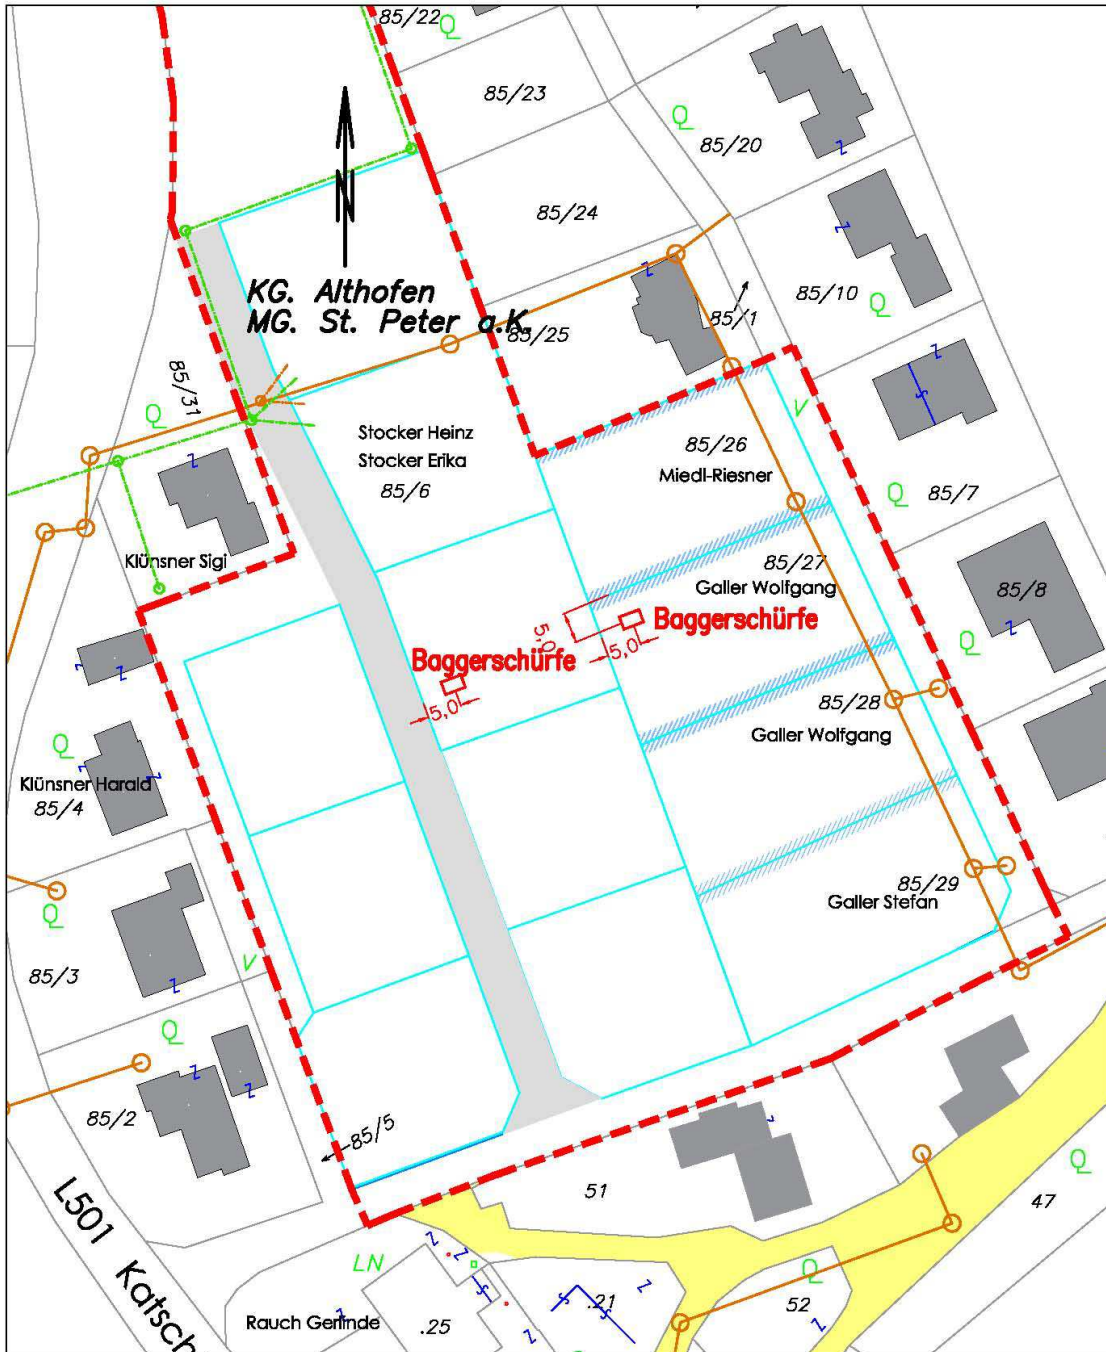 85/22
Q
85/23
Q
85/20
85/24
N
KG. Althofen
MG. St. Peter a.K.
85/25
85/1
85/10
Q
85/31
Q
Stocker Heinz
Stocker Erika
85/6
V
85/26
Miedl-Riesner
Q
85/7
Klünsner Sigi
85/27
Galler Wolfgang
85/8
Baggerschürfe
5,0
5,0
Baggerschürfe
5,0
Q
85/28
Galler Wolfgang
Q
Klünsner Harald
85/4
85/29
Galler Stefan
Q
85/3
V
Q
85/2
85/5
L501 Katsch
51
Q
47
LN
Q
Rauch Gerlinde
.25
.21
52